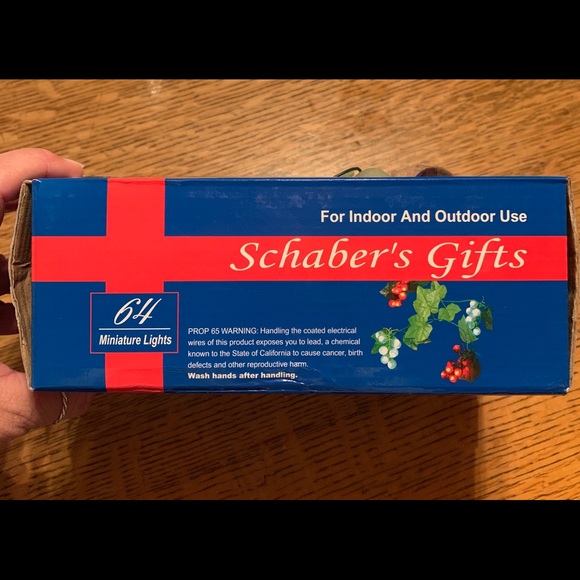 For Indoor And Outdoor Use
Schaber's Gifts
64
Miniature Lights
PROP 65 WARNING: Handling the coated electrical
wires of this product exposes you to lead, a chemical
known to the State of California to cause cancer, birth
defects and other reproductive harm.
Wash hands after handling.